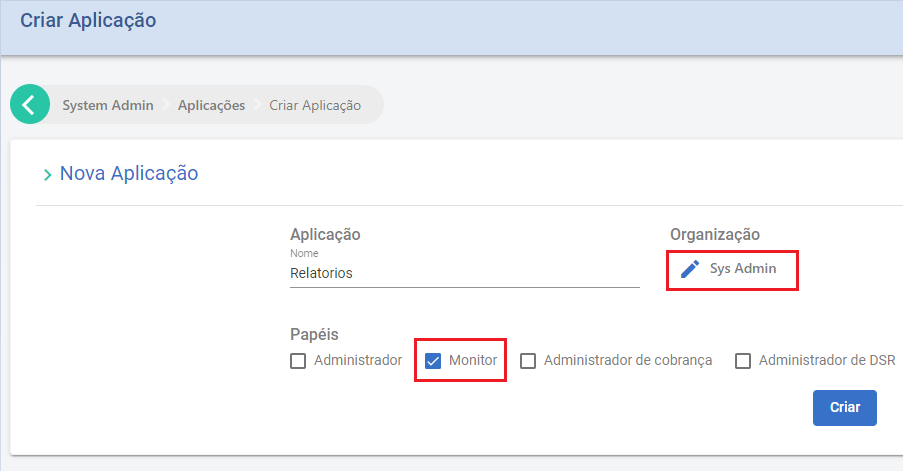 Criar Aplicação
System Admin Aplicações Criar Aplicação
Nova Aplicação
Aplicação
Nome
Relatorios
Organização
Sys Admin
Papéis
Administrador Monitor Administrador de cobrança Administrador de DSR
Criar